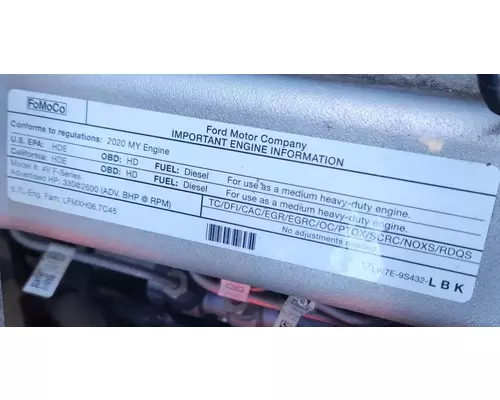 FoMoCo
Ford Motor Company
IMPORTANT ENGINE INFORMATION
Conforms to regulations: 2020 MY Engine
U.S. EPA: HDE OBD: HD FUEL: Diesel For use as a medium heavy-duty engine.
California: HDE OBD: HD FUEL: Diesel For use as a medium heavy-duty engine.
Model #: 4V F-Series
Advertised HP: 330@2600 (ADV. BHP @ RPM)
TC/DFI/CAC/EGR/EGRC/OC/PTOX/SCRC/NOXS/RDQS
6.7L-Eng. Fam: LFMXH06.7C45
No adjustments needed.
7E-9S432-LBK